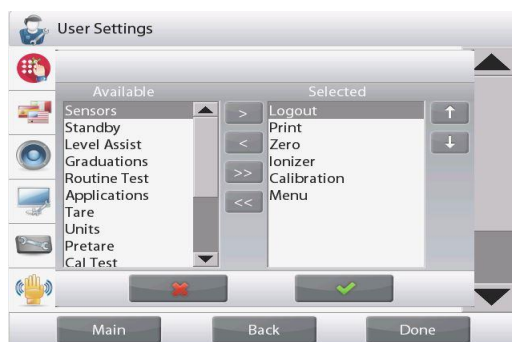 User Settings
Available
Selected
Sensors
Standby
Level Assist
Graduations
Routine Test
Applications
Tare
Units
Pretare
Cal Test
>
<
>>
<<
Logout
Print
Zero
Ionizer
Calibration
Menu
Main
Back
Done